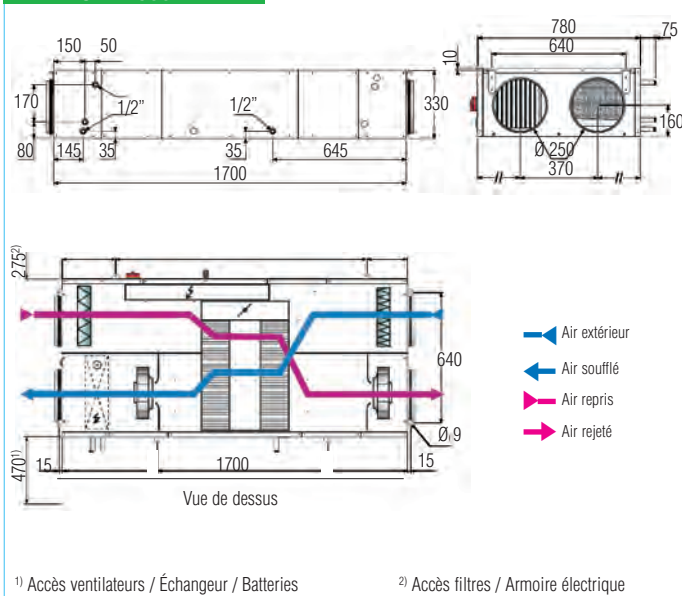 150
50
170
80
145
1/2”
35
1/2”
35
645
330
1700
10
780
640
75
Ø 250
370
160
275²⁾
640
Ø 9
470¹⁾
15
1700
15
Vue de dessus
Air extérieur
Air soufflé
Air repris
Air rejeté
¹⁾ Accès ventilateurs / Échangeur / Batteries
²⁾ Accès filtres / Armoire électrique